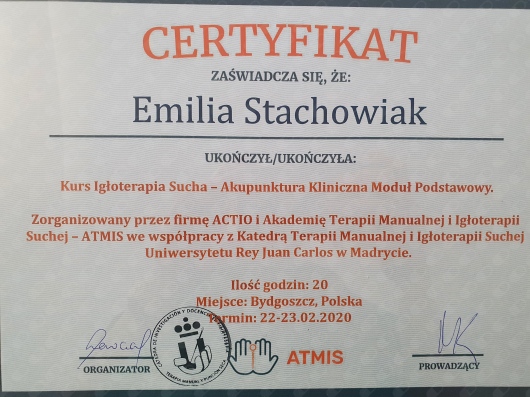 CERTYFIKAT
ZAŚWIADCZA SIĘ, ŻE:
Emilia Stachowiak
UKOŃCZYŁ/UKOŃCZYŁA:
Kurs Igłoterapia Sucha – Akupunktura Kliniczna Moduł Podstawowy.
Zorganizowany przez firmę ACTIO i Akademię Terapii Manualnej i Igłoterapii
Suchej – ATMIS we współpracy z Katedrą Terapii Manualnej i Igłoterapii Suchej
Uniwersytetu Rey Juan Carlos w Madrycie.
Ilość godzin: 20
Miejsce: Bydgoszcz, Polska
Termin: 22-23.02.2020
ORGANIZATOR
ATMIS
PROWADZĄCY